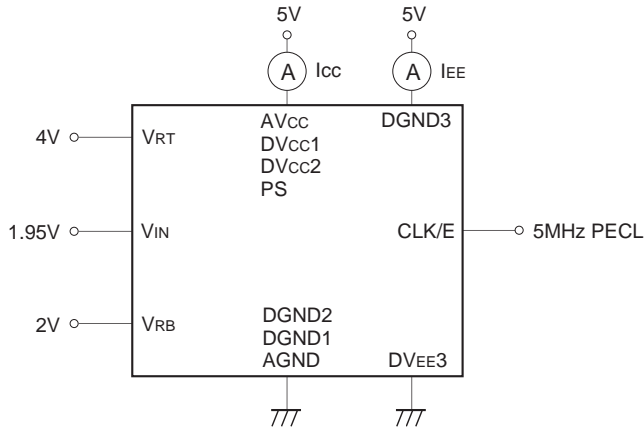 5V 5V
A Icc A IEE
AVcc DGND3
4V VRT DVcc1
DVcc2
PS
1.95V VIN CLK/E 5MHz PECL
2V VRB DGND2
DGND1
AGND DVEE3